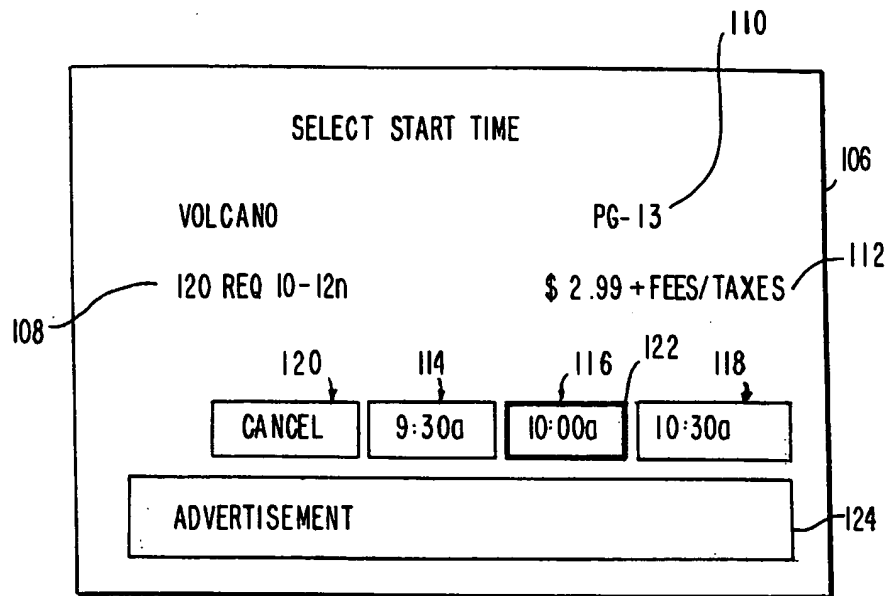 110
SELECT START TIME
106
VOLCANO PG-13
120 REQ 10-12n $ 2.99 + FEES/TAXES 112
108
120 114 116 122 118
CANCEL 9:30a 10:00a 10:30a
ADVERTISEMENT 124